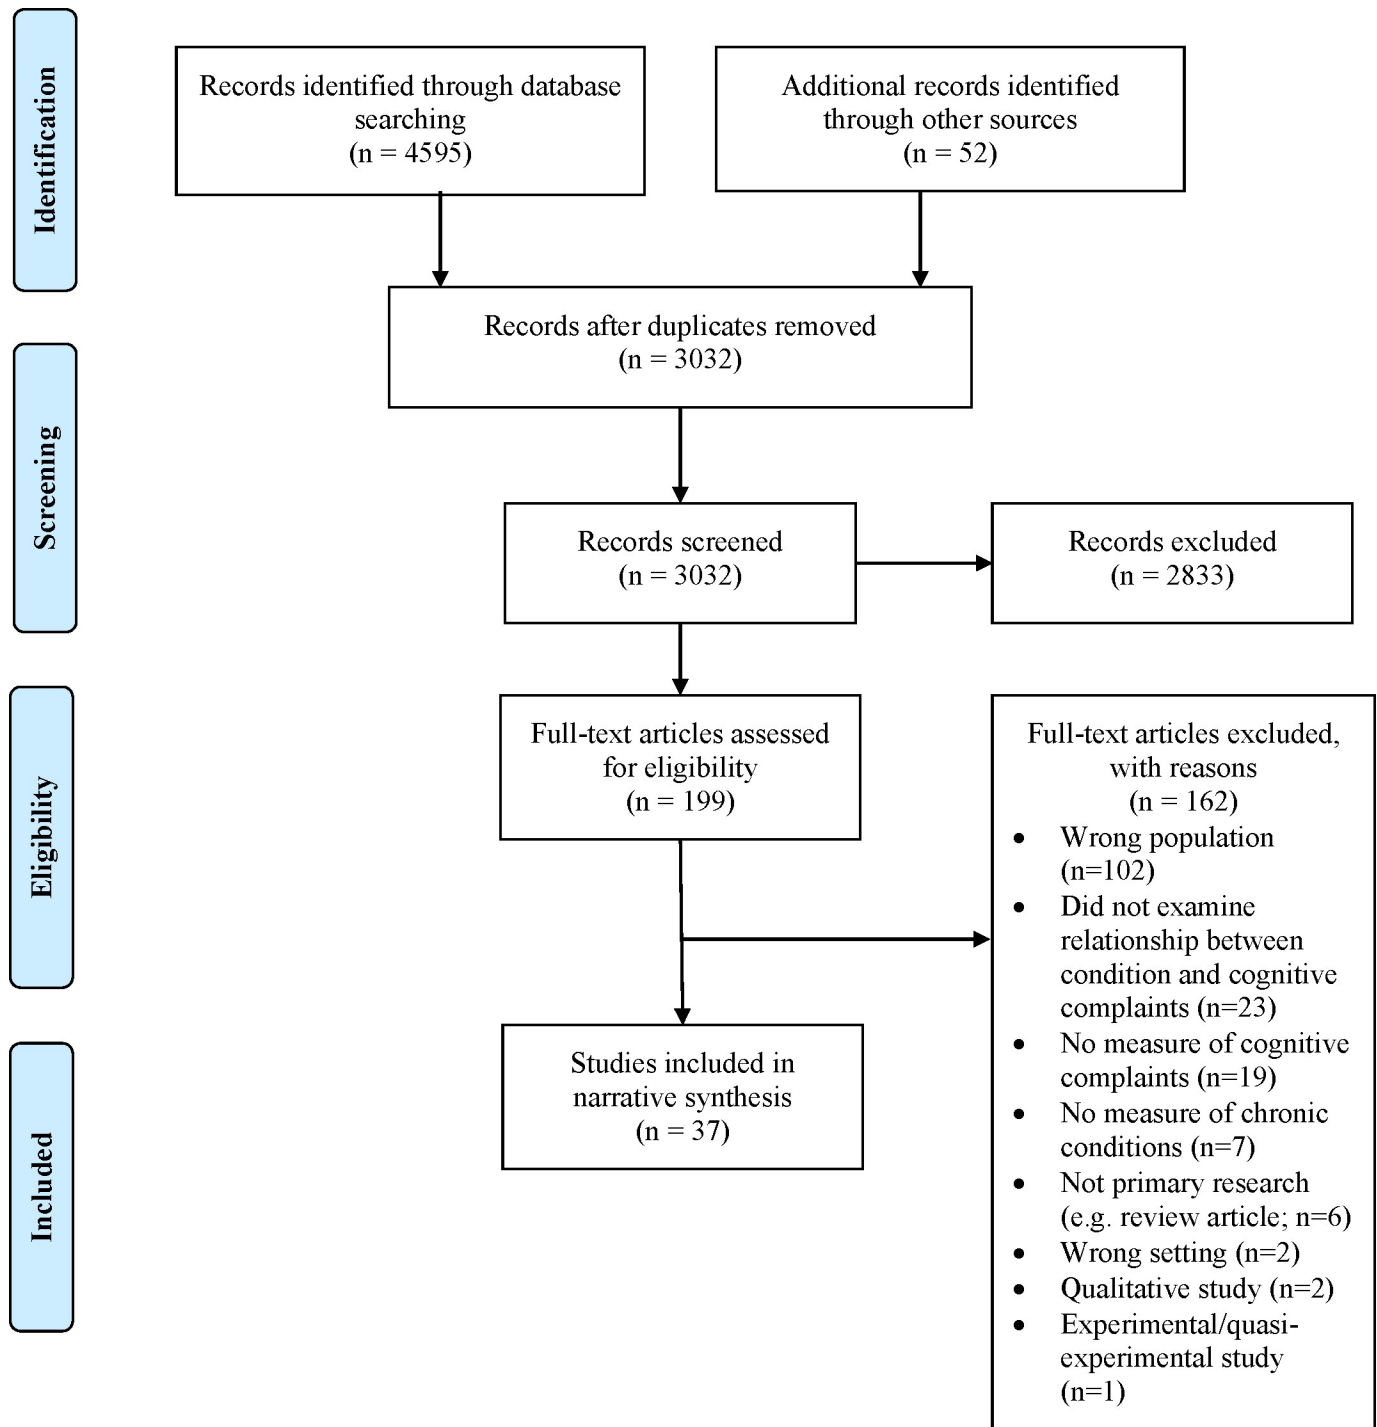 Identification
Records identified through database
searching
(n = 4595)
Additional records identified
through other sources
(n = 52)
Records after duplicates removed
(n = 3032)
Screening
Records screened
(n = 3032)
Records excluded
(n = 2833)
Eligibility
Full-text articles assessed
for eligibility
(n = 199)
Full-text articles excluded,
with reasons
(n = 162)
• Wrong population
(n=102)
• Did not examine
relationship between
condition and cognitive
complaints (n=23)
• No measure of cognitive
complaints (n=19)
• No measure of chronic
conditions (n=7)
• Not primary research
(e.g. review article; n=6)
• Wrong setting (n=2)
• Qualitative study (n=2)
• Experimental/quasi-
experimental study
(n=1)
Included
Studies included in
narrative synthesis
(n = 37)